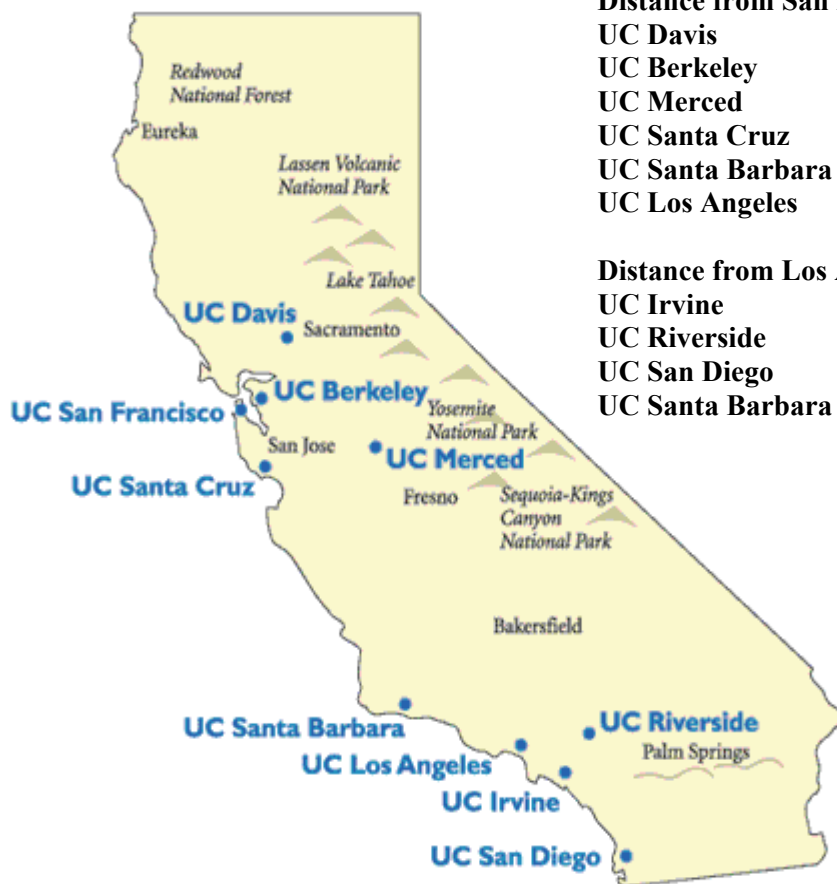 Distance from San
UC Davis
UC Berkeley
UC Merced
UC Santa Cruz
UC Santa Barbara
UC Los Angeles
Distance from Los
UC Irvine
UC Riverside
UC San Diego
UC Santa Barbara
Redwood
National Forest
Eureka
Lassen Volcanic
National Park
Lake Tahoe
UC Davis
Sacramento
UC Berkeley
UC San Francisco
Yosemite
National Park
San Jose
UC Merced
UC Santa Cruz
Fresno
Sequoia-Kings
Canyon
National Park
Bakersfield
UC Santa Barbara
UC Riverside
Palm Springs
UC Los Angeles
UC Irvine
UC San Diego